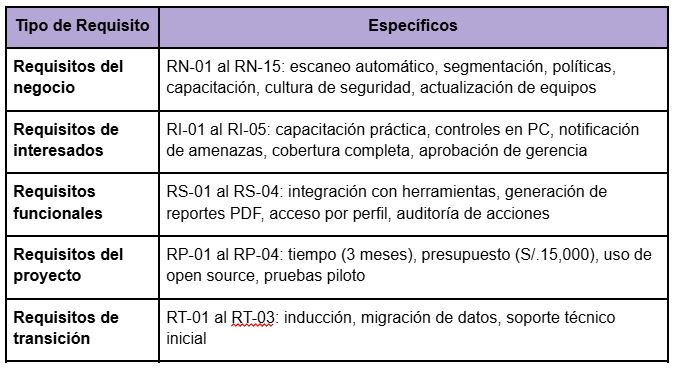 Tipo de Requisito
Específicos
Requisitos del
negocio
RN-01 al RN-15: escaneo automático, segmentación, políticas,
capacitación, cultura de seguridad, actualización de equipos
Requisitos de
interesados
RI-01 al RI-05: capacitación práctica, controles en PC, notificación
de amenazas, cobertura completa, aprobación de gerencia
Requisitos
funcionales
RS-01 al RS-04: integración con herramientas, generación de
reportes PDF, acceso por perfil, auditoría de acciones
Requisitos del
proyecto
RP-01 al RP-04: tiempo (3 meses), presupuesto (S/.15,000), uso de
open source, pruebas piloto
Requisitos de
transición
RT-01 al RT-03: inducción, migración de datos, soporte técnico
inicial